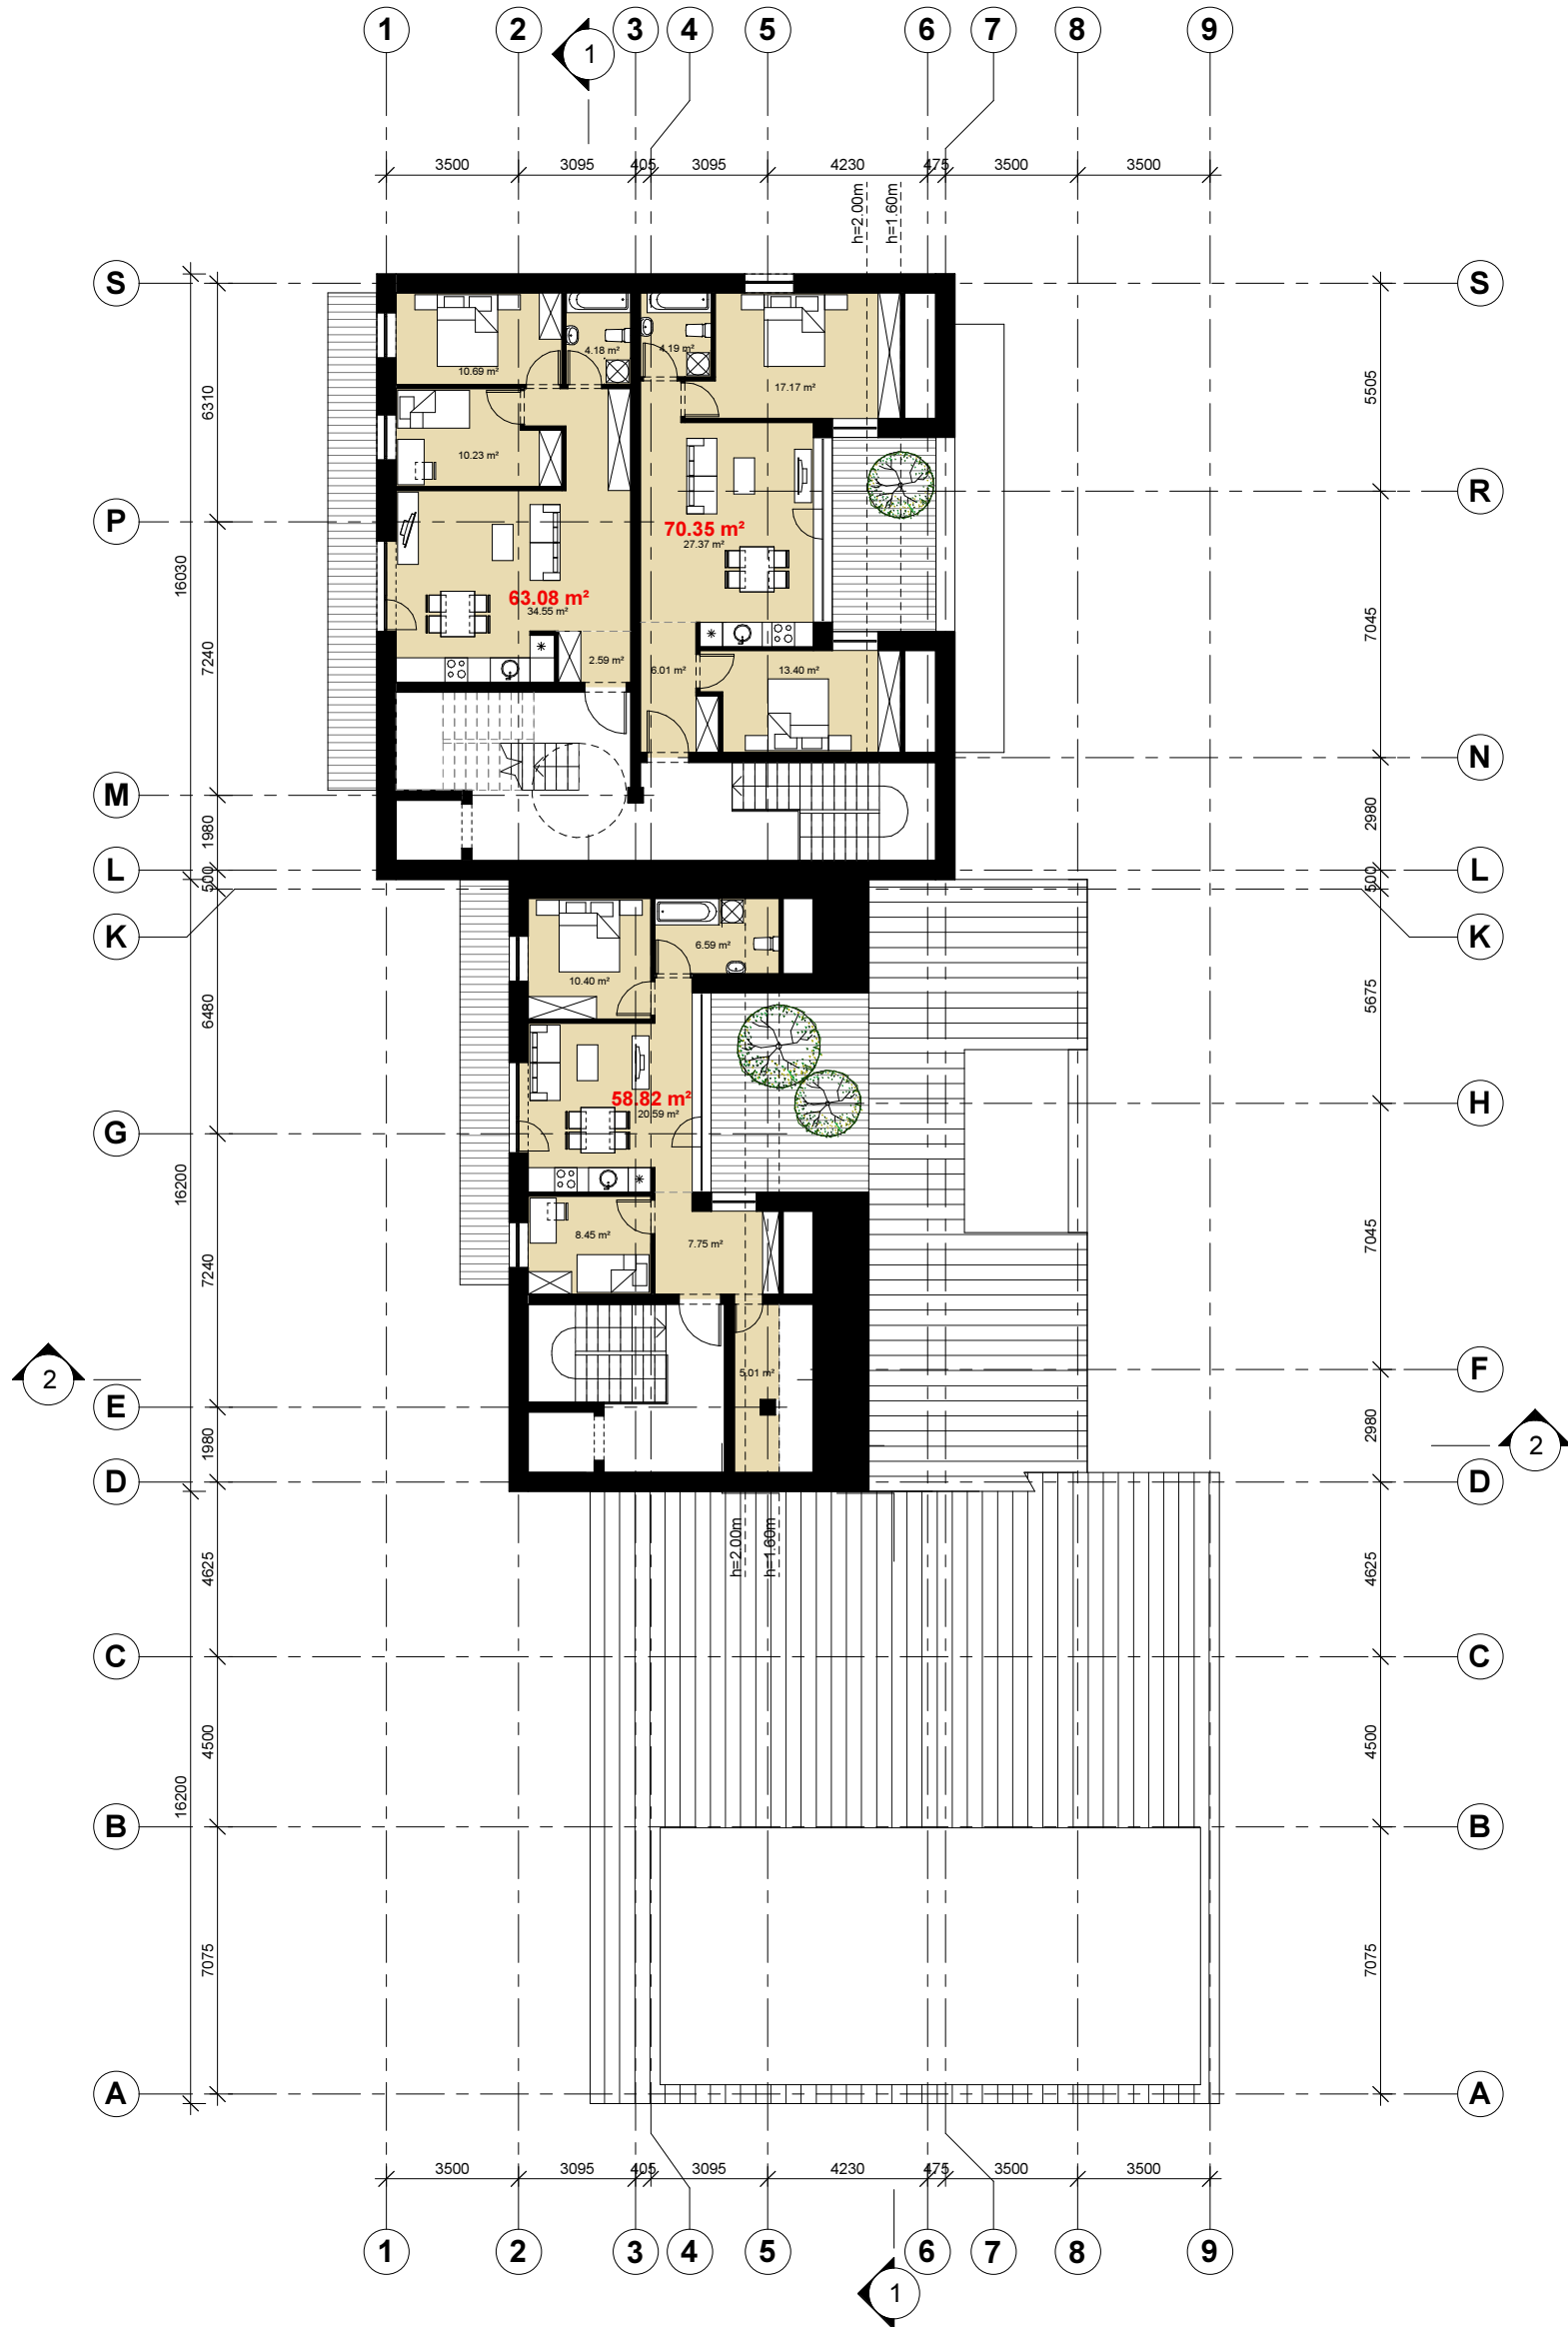 1 2 3 4 5 6 7 8 9
1
3500 3095 405 3095 4230 475 3500 3500
h=2.00m h=1.60m
S S
10.69 m² 4.18 m² 4.19 m² 17.17 m²
6310 5505
10.23 m²
R
P
70.35 m²
27.37 m²
16030
63.08 m²
34.55 m²
7240 7045
2.59 m² 6.01 m² 13.40 m²
N
M
1980 2980
L L
500 500
K K
6.59 m²
10.40 m²
6480 5675
58.82 m²
20.59 m²
H
G
16200
8.45 m² 7.75 m²
7240 7045
2
5.01 m²
F
E
1980 2980
2
D D
h=2.00m h=1.60m
4625 4625
C C
4500 4500
16200
B B
7075 7075
A A
3500 3095 405 3095 4230 475 3500 3500
1 2 3 4 5 6 7 8 9
1